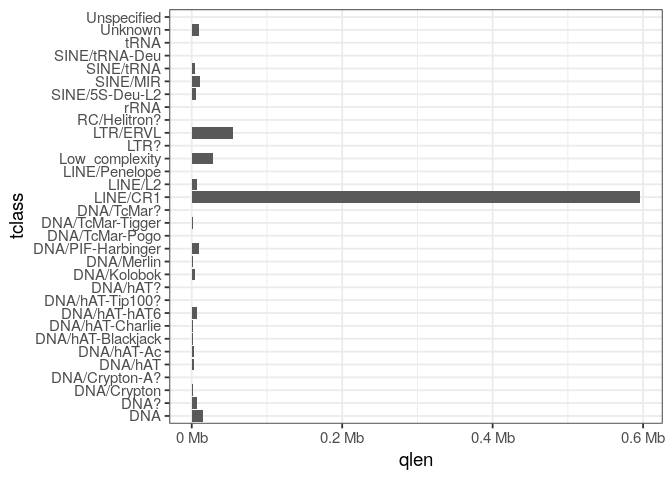 Unspecified
Unknown
tRNA
SINE/tRNA-Deu
SINE/tRNA
SINE/MIR
SINE/5S-Deu-L2
rRNA
RC/Helitron?
LTR/ERVL
LTR?
Low_complexity
LINE/Penelope
LINE/L2
LINE/CR1
DNA/TcMar?
DNA/TcMar-Tigger
DNA/TcMar-Pogo
DNA/PIF-Harbinger
DNA/Merlin
DNA/Kolobok
DNA/hAT?
DNA/hAT-Tip100?
DNA/hAT-hAT6
DNA/hAT-Charlie
DNA/hAT-Blackjack
DNA/hAT-Ac
DNA/hAT
DNA/Crypton-A?
DNA/Crypton
DNA?
DNA
tclass
0 Mb 0.2 Mb 0.4 Mb 0.6 Mb
qlen